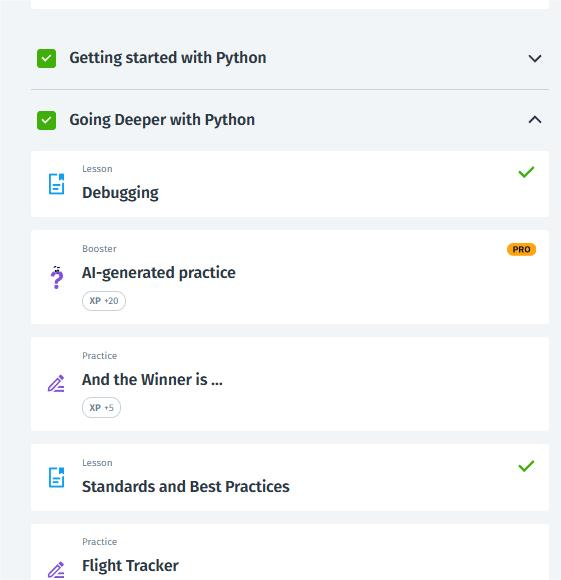 Getting started with Python
Going Deeper with Python
Lesson
Debugging
Booster
PRO
AI-generated practice
XP +20
Practice
And the Winner is ...
XP +5
Lesson
Standards and Best Practices
Practice
Flight Tracker